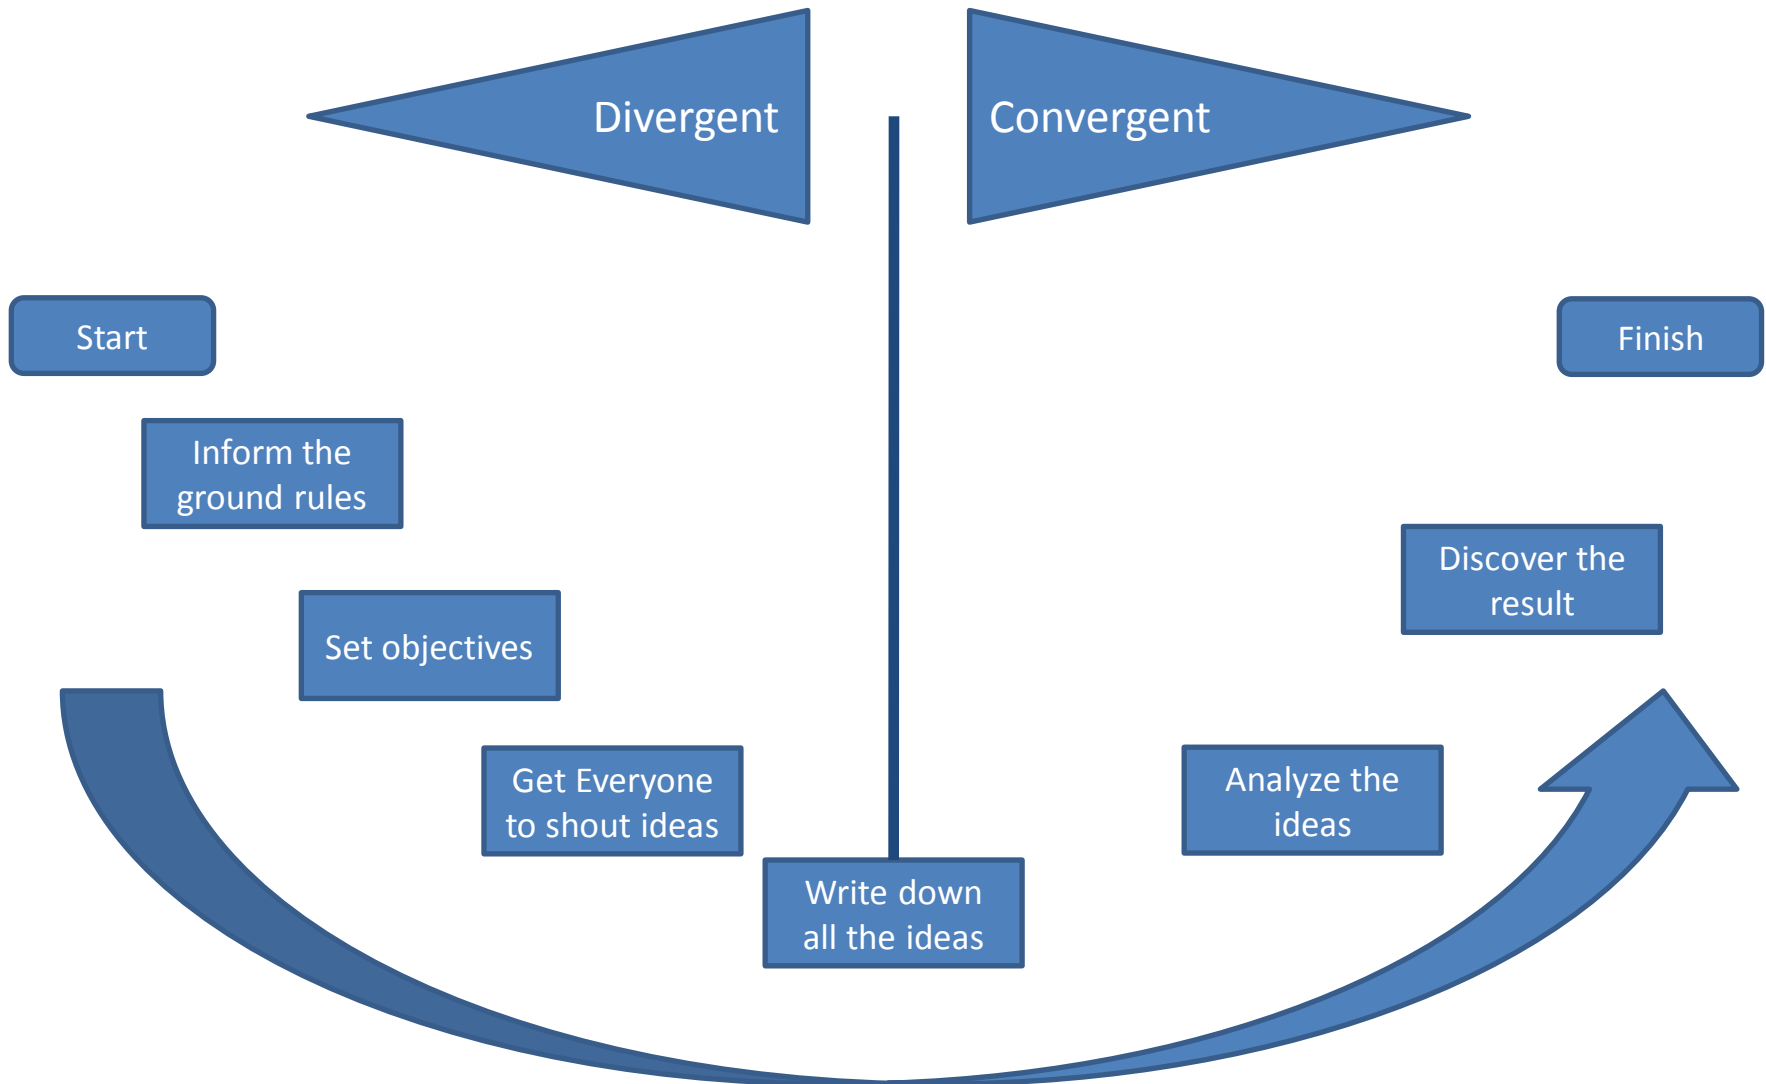 Divergent
Convergent
Start
Finish
Inform the
ground rules
Set objectives
Get Everyone
to shout ideas
Write down
all the ideas
Analyze the
ideas
Discover the
result